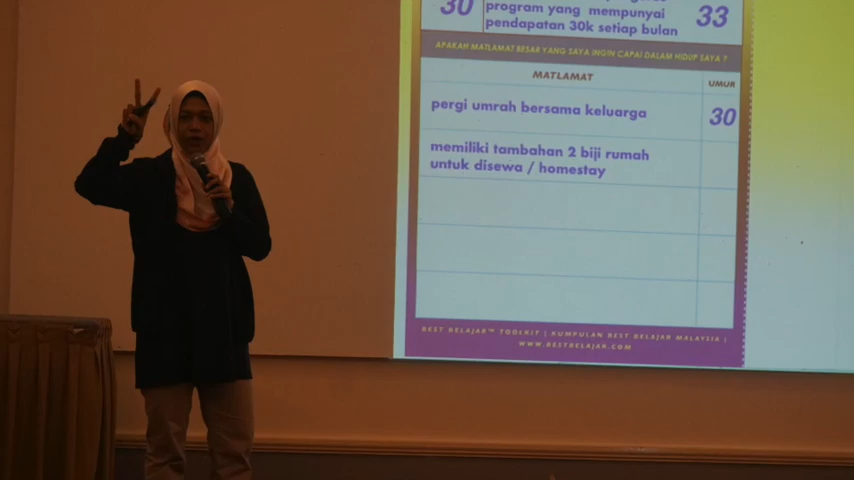 30
program yang mempunyai
pendapatan 30k setiap bulan
33
APAKAH MATLAMAT BESAR YANG SAYA INGIN CAPAI DALAM HIDUP SAYA ?
MATLAMAT
UMUR
pergi umrah bersama keluarga
30
memiliki tambahan 2 biji rumah
untuk disewa / homestay
BEST BELAJAR™ TOOLKIT | KUMPULAN BEST BELAJAR MALAYSIA |
WWW.BESTBELAJAR.COM